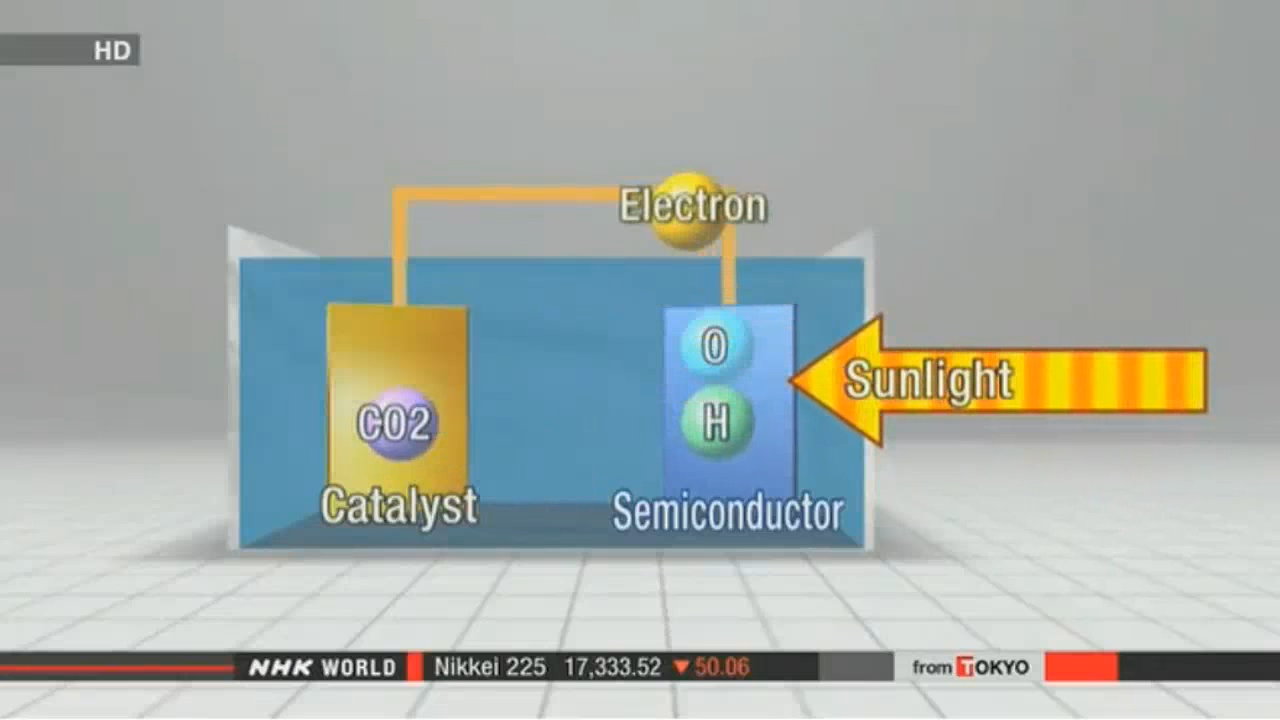 HD
Electron
O
Sunlight
CO2
H
Catalyst
Semiconductor
NHK WORLD Nikkei 225 17,333.52 ▼50.06 from TOKYO